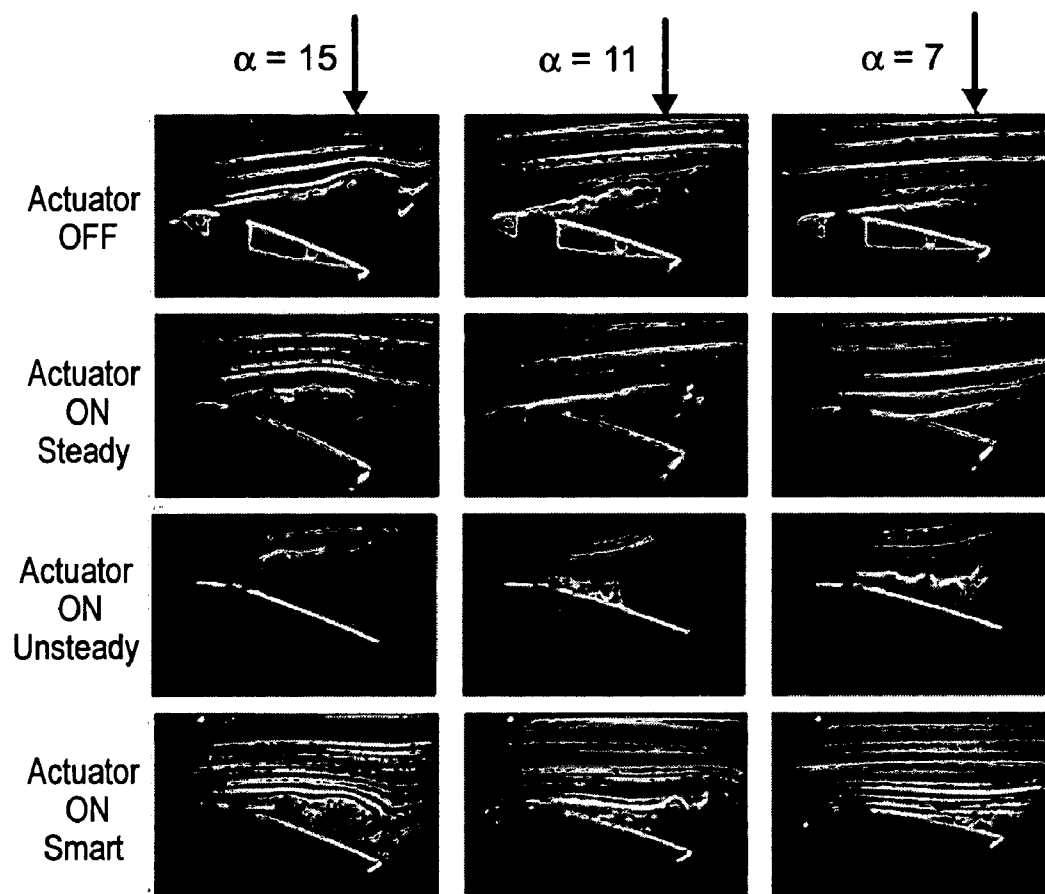 α = 15
α = 11
α = 7
Actuator
OFF
Actuator
ON
Steady
Actuator
ON
Unsteady
Actuator
ON
Smart